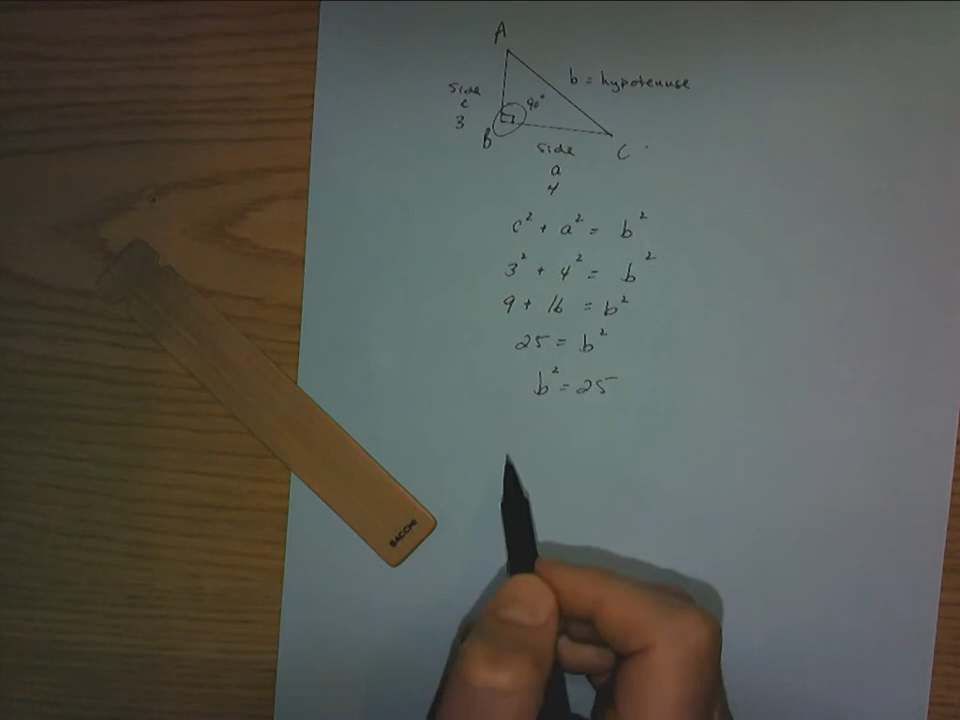 A
b = hypotenuse
side
c
3
90°
B
side
C
a
4
c² + a² = b²
3² + 4² = b²
9 + 16 = b²
25 = b²
b² = 25
SACCHI